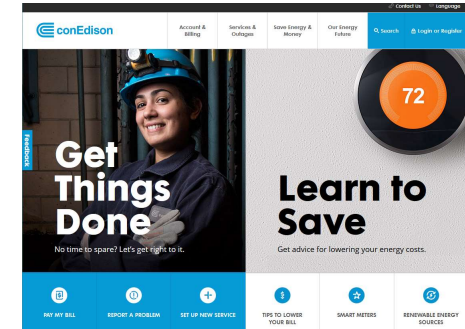 Contact Us
Language
conEdison
Account &
Billing
Services &
Outages
Save Energy &
Money
Our Energy
Future
Search
Login or Register
Feedback
72
Get
Things
Done
No time to spare? Let's get right to it.
Learn to
Save
Get advice for lowering your energy costs.
PAY MY BILL
REPORT A PROBLEM
SET UP NEW SERVICE
TIPS TO LOWER
YOUR BILL
SMART METERS
RENEWABLE ENERGY
SOURCES